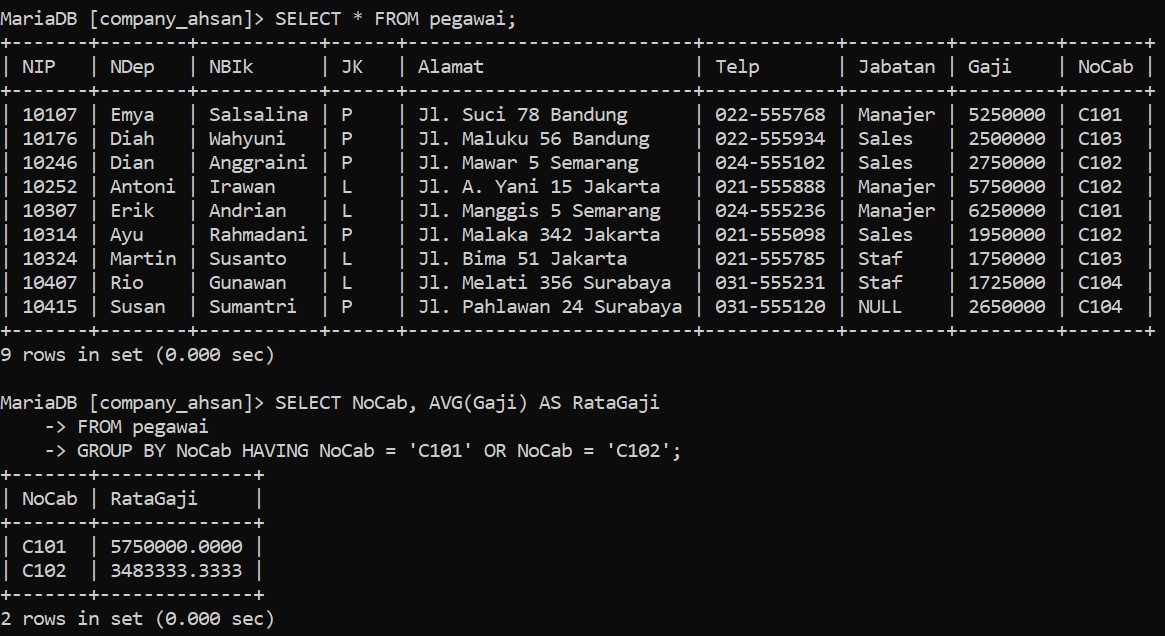 MariaDB [company_ahsan]> SELECT * FROM pegawai;
+-------+--------+-----------+------+--------------------------+------------+---------+---------+-------+
| NIP   | NDep   | NBIk      | JK   | Alamat                   | Telp       | Jabatan | Gaji    | NoCab |
+-------+--------+-----------+------+--------------------------+------------+---------+---------+-------+
| 10107 | Emya   | Salsalina | P    | Jl. Suci 78 Bandung      | 022-555768 | Manajer | 5250000 | C101  |
| 10176 | Diah   | Wahyuni   | P    | Jl. Maluku 56 Bandung    | 022-555934 | Sales   | 2500000 | C103  |
| 10246 | Dian   | Anggraini | P    | Jl. Mawar 5 Semarang     | 024-555102 | Sales   | 2750000 | C102  |
| 10252 | Antoni | Irawan    | L    | Jl. A. Yani 15 Jakarta   | 021-555888 | Manajer | 5750000 | C102  |
| 10307 | Erik   | Andrian   | L    | Jl. Manggis 5 Semarang   | 024-555236 | Manajer | 6250000 | C101  |
| 10314 | Ayu    | Rahmadani | P    | Jl. Malaka 342 Jakarta   | 021-555098 | Sales   | 1950000 | C102  |
| 10324 | Martin | Susanto   | L    | Jl. Bima 51 Jakarta      | 021-555785 | Staf    | 1750000 | C103  |
| 10407 | Rio    | Gunawan   | L    | Jl. Melati 356 Surabaya  | 031-555231 | Staf    | 1725000 | C104  |
| 10415 | Susan  | Sumantri  | P    | Jl. Pahlawan 24 Surabaya | 031-555120 | NULL    | 2650000 | C104  |
+-------+--------+-----------+------+--------------------------+------------+---------+---------+-------+
9 rows in set (0.000 sec)

MariaDB [company_ahsan]> SELECT NoCab, AVG(Gaji) AS RataGaji
    -> FROM pegawai
    -> GROUP BY NoCab HAVING NoCab = 'C101' OR NoCab = 'C102';
+-------+--------------+
| NoCab | RataGaji     |
+-------+--------------+
| C101  | 5750000.0000 |
| C102  | 3483333.3333 |
+-------+--------------+
2 rows in set (0.000 sec)